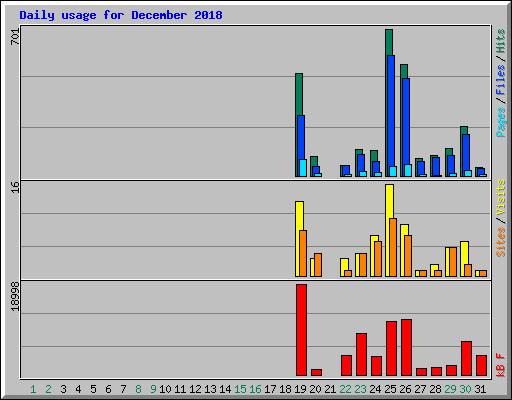 Daily usage for December 2018
701
Pages / Files / Hits
16
Sites / Visits
18998
kB F
1 2 3 4 5 6 7 8 9 10 11 12 13 14 15 16 17 18 19 20 21 22 23 24 25 26 27 28 29 30 31